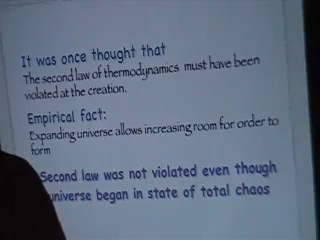 It was once thought that
The second law of thermodynamics must have been
violated at the creation.
Empirical fact:
Expanding universe allows increasing room for order to
form
Second law was not violated even though
universe began in state of total chaos